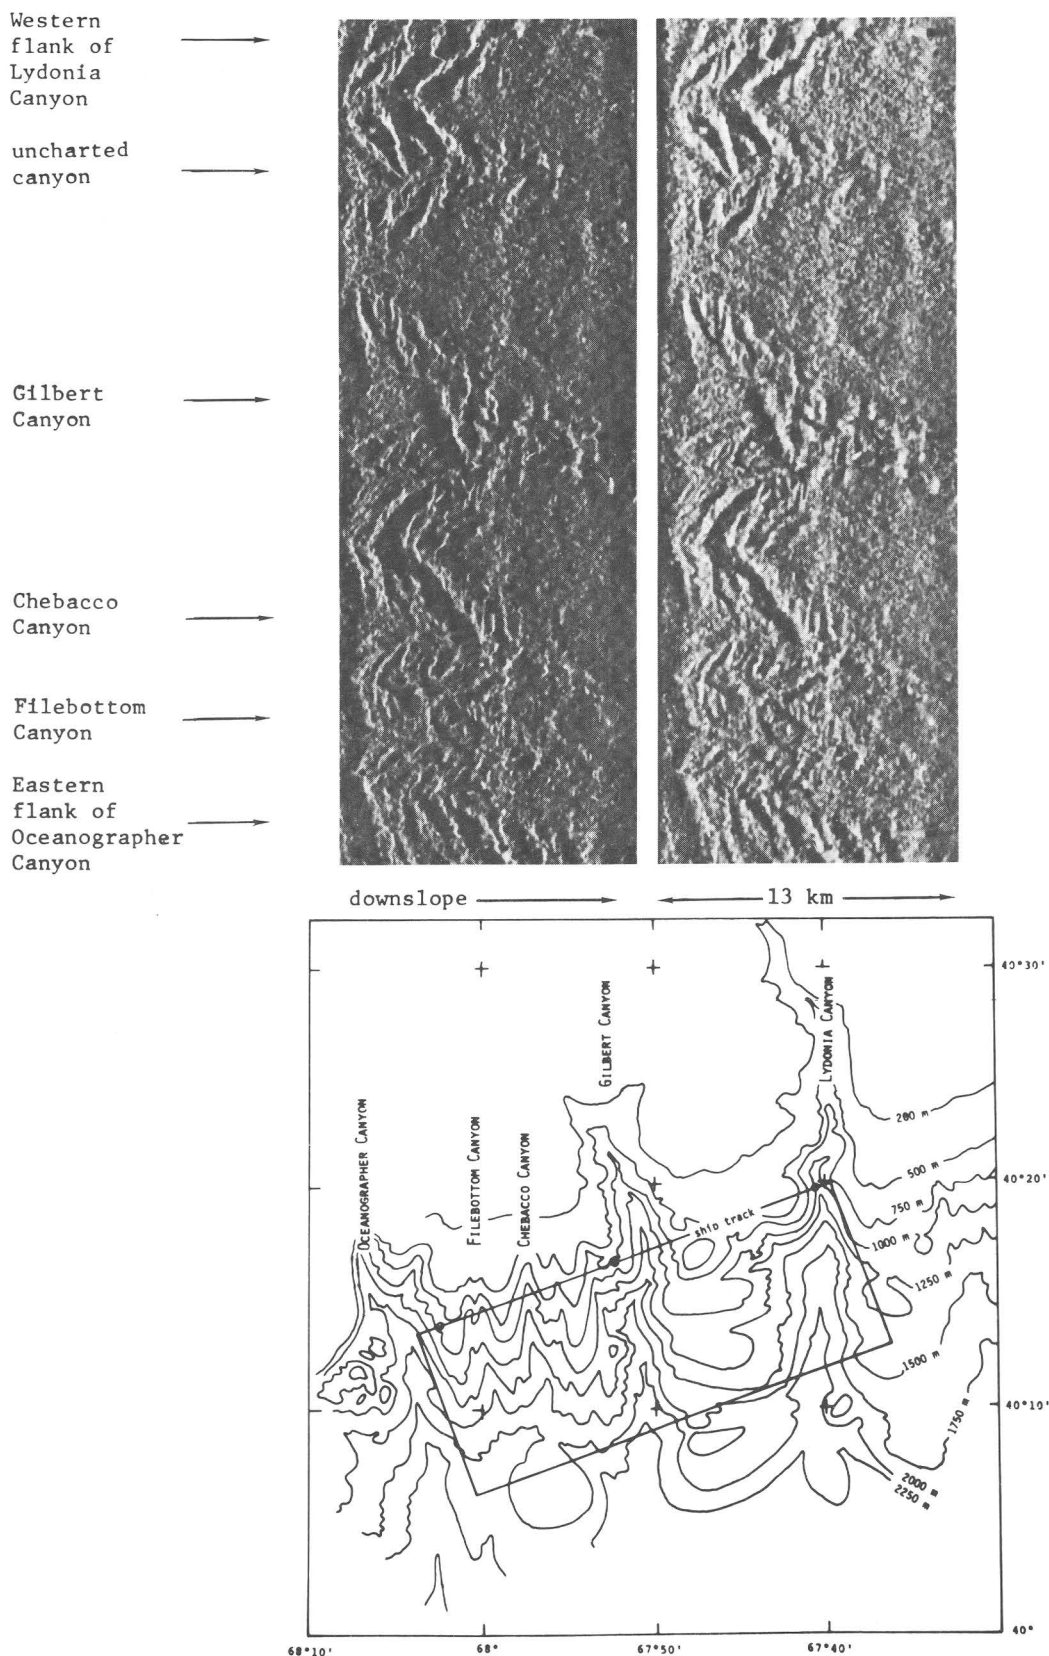 Western
flank of
Lydonia
Canyon
uncharted
canyon
Gilbert
Canyon
Chebacco
Canyon
Filebottom
Canyon
Eastern
flank of
Oceanographer
Canyon
downslope
13 km
40°30'
GILBERT CANYON
LYDONIA CANYON
OCEANOGRAPHER CANYON
FILEBOTTOM CANYON
CHEBACCO CANYON
200 m
500 m
40°20'
750 m
ship track
1000 m
1250 m
1500 m
1750 m
40°10'
2000 m
2250 m
40°
68°10'
68°
67°50'
67°40'